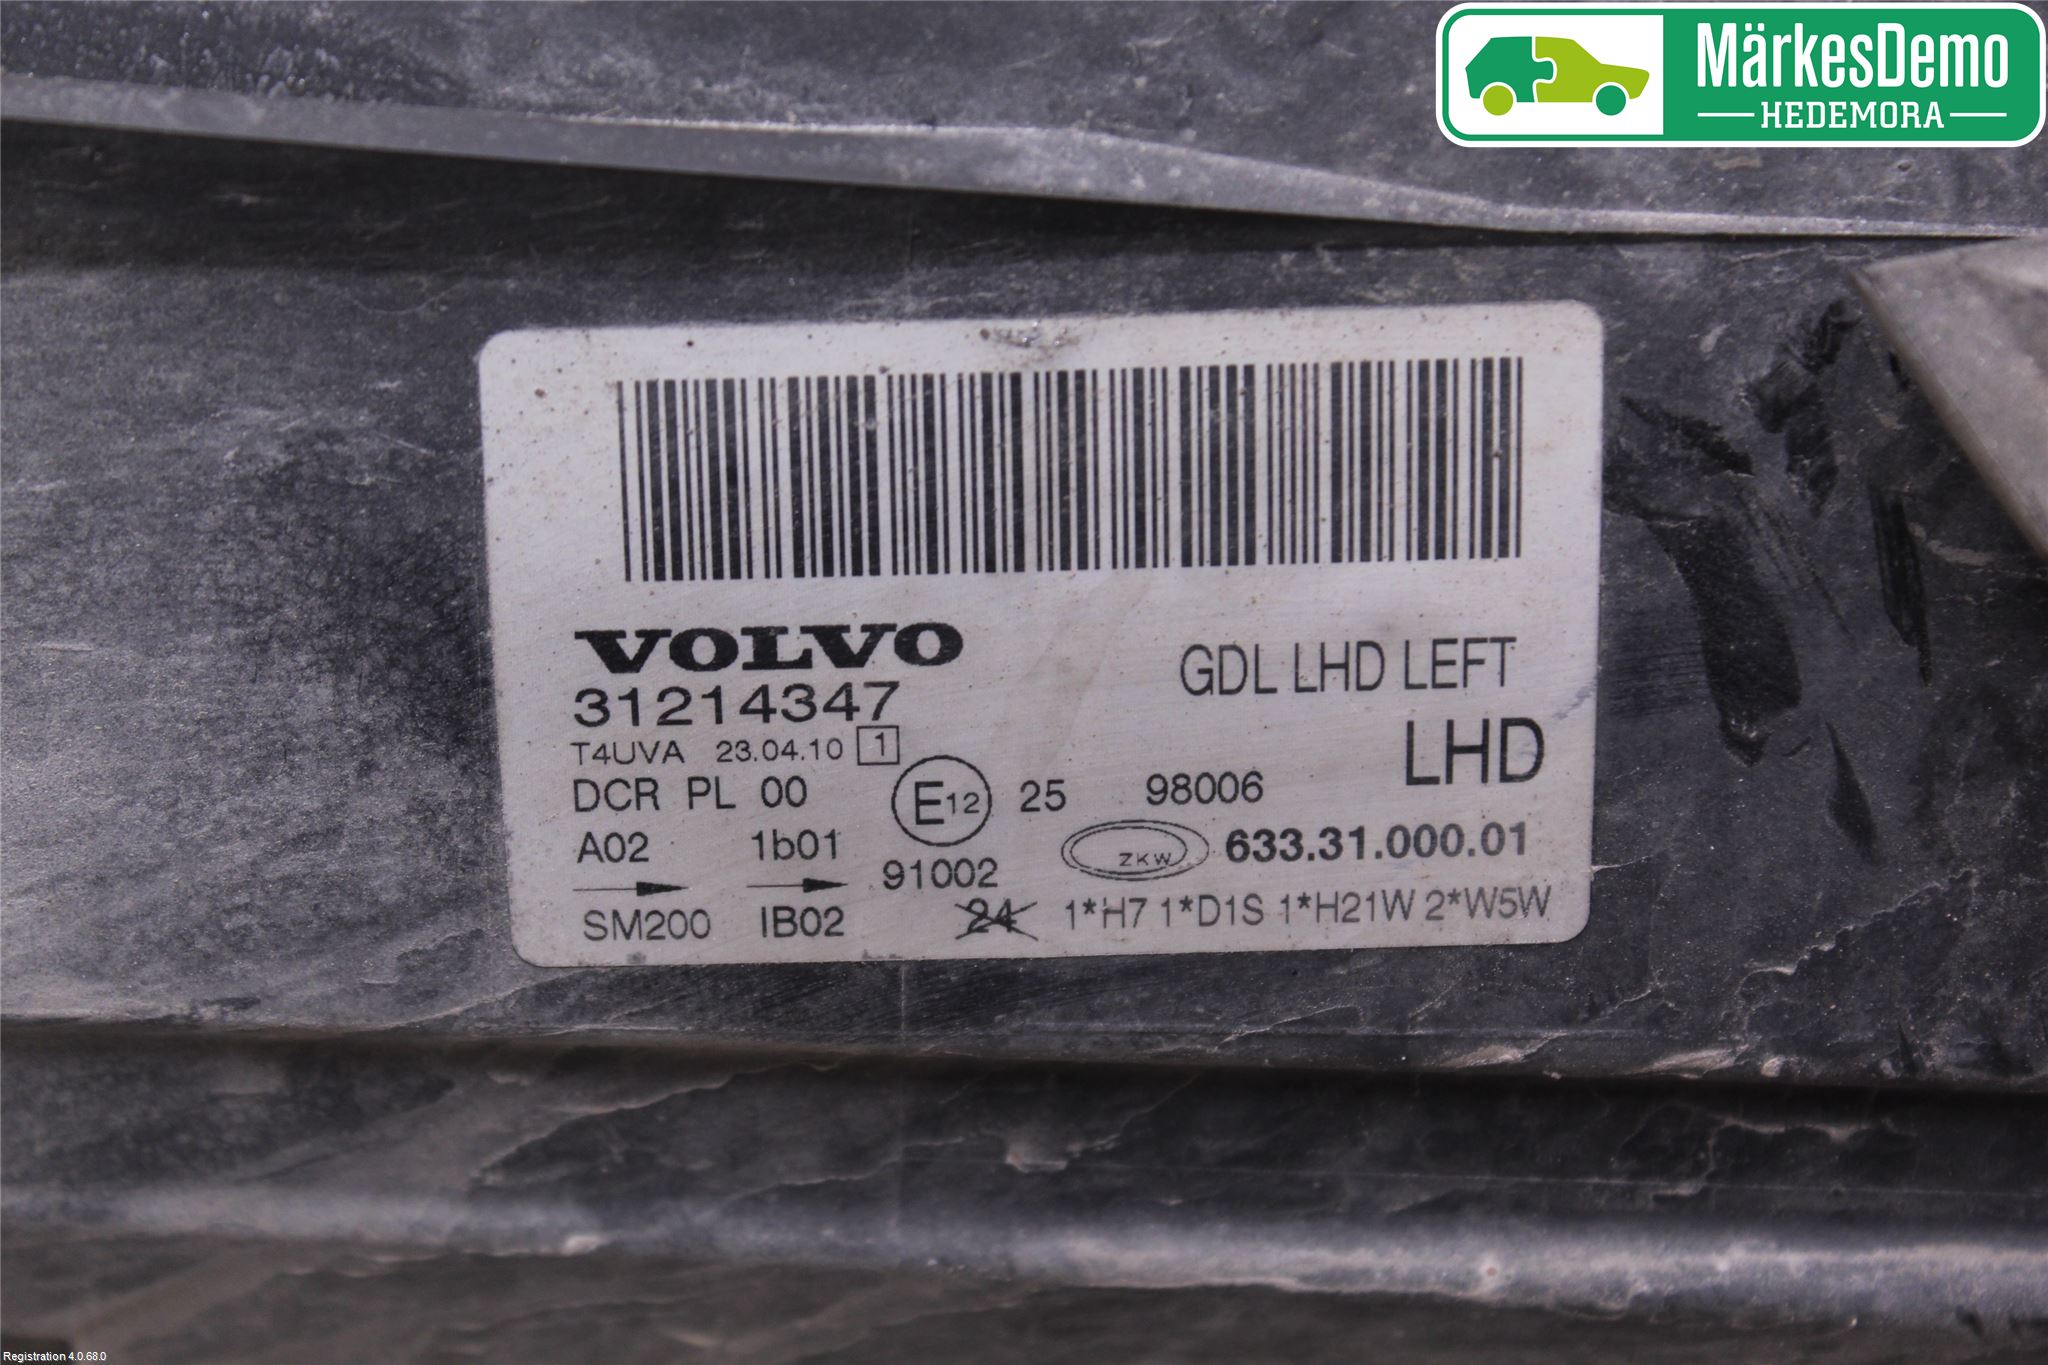 MärkesDemo
HEDEMORA
VOLVO
GDL LHD LEFT
31214347
LHD
T4UVA 23.04.10 1
DCR PL 00 E12 25 98006
A02 1b01 91002 ZKW 633.31.000.01
SM200 IB02 24 1*H7 1*D1S 1*H21W 2*W5W
Registration 4.0.68.0